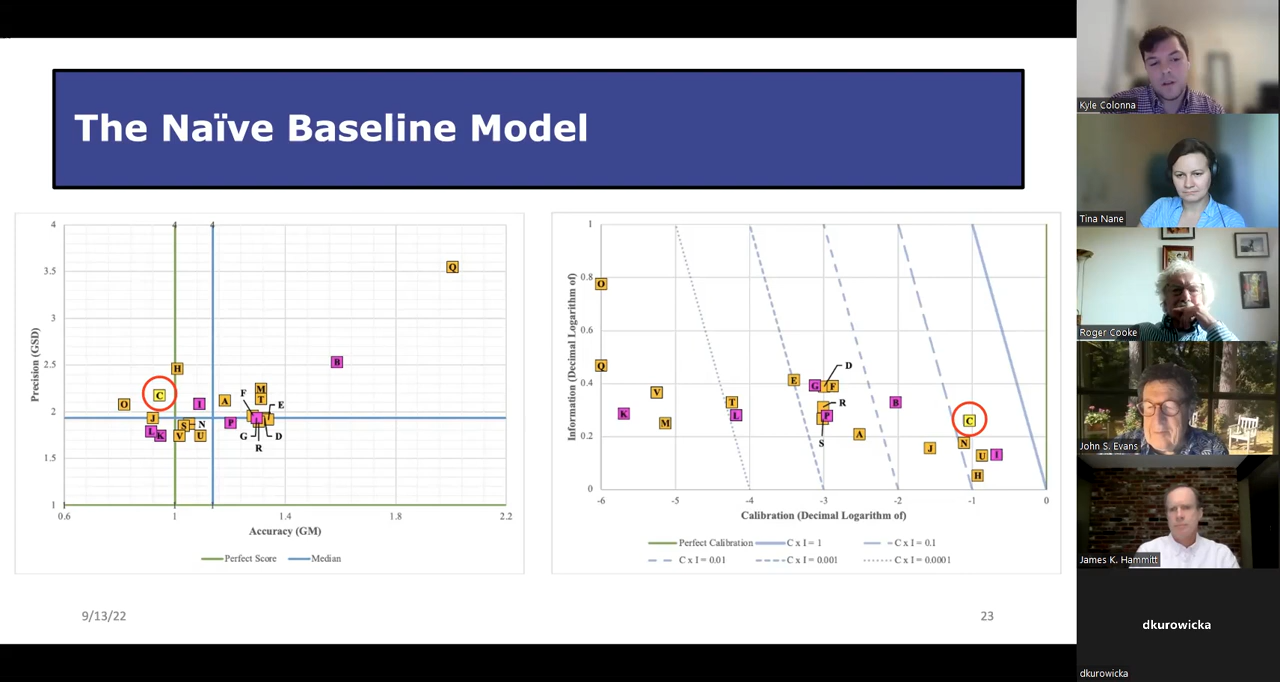 The Naïve Baseline Model
4
3.5
3
2.5
2
1.5
1
Precision (GSD)
4
4
Q
B
H
C
O
I
A
M
T
F
E
J
L
K
S
N
V
U
P
L
G
D
R
0.6
1
1.4
1.8
2.2
Accuracy (GM)
Perfect Score
Median
1
0.8
0.6
0.4
0.2
0
Information (Decimal Logarithm of)
O
Q
K
V
M
T
L
E
G
F
D
R
P
S
A
B
J
C
N
U
I
H
-6
-5
-4
-3
-2
-1
0
Calibration (Decimal Logarithm of)
Perfect Calibration
C x I = 1
C x I = 0.1
C x I = 0.01
C x I = 0.001
C x I = 0.0001
9/13/22
23
Kyle Colonna
Tina Nane
Roger Cooke
John S. Evans
James K. Hammitt
dkurowicka
dkurowicka